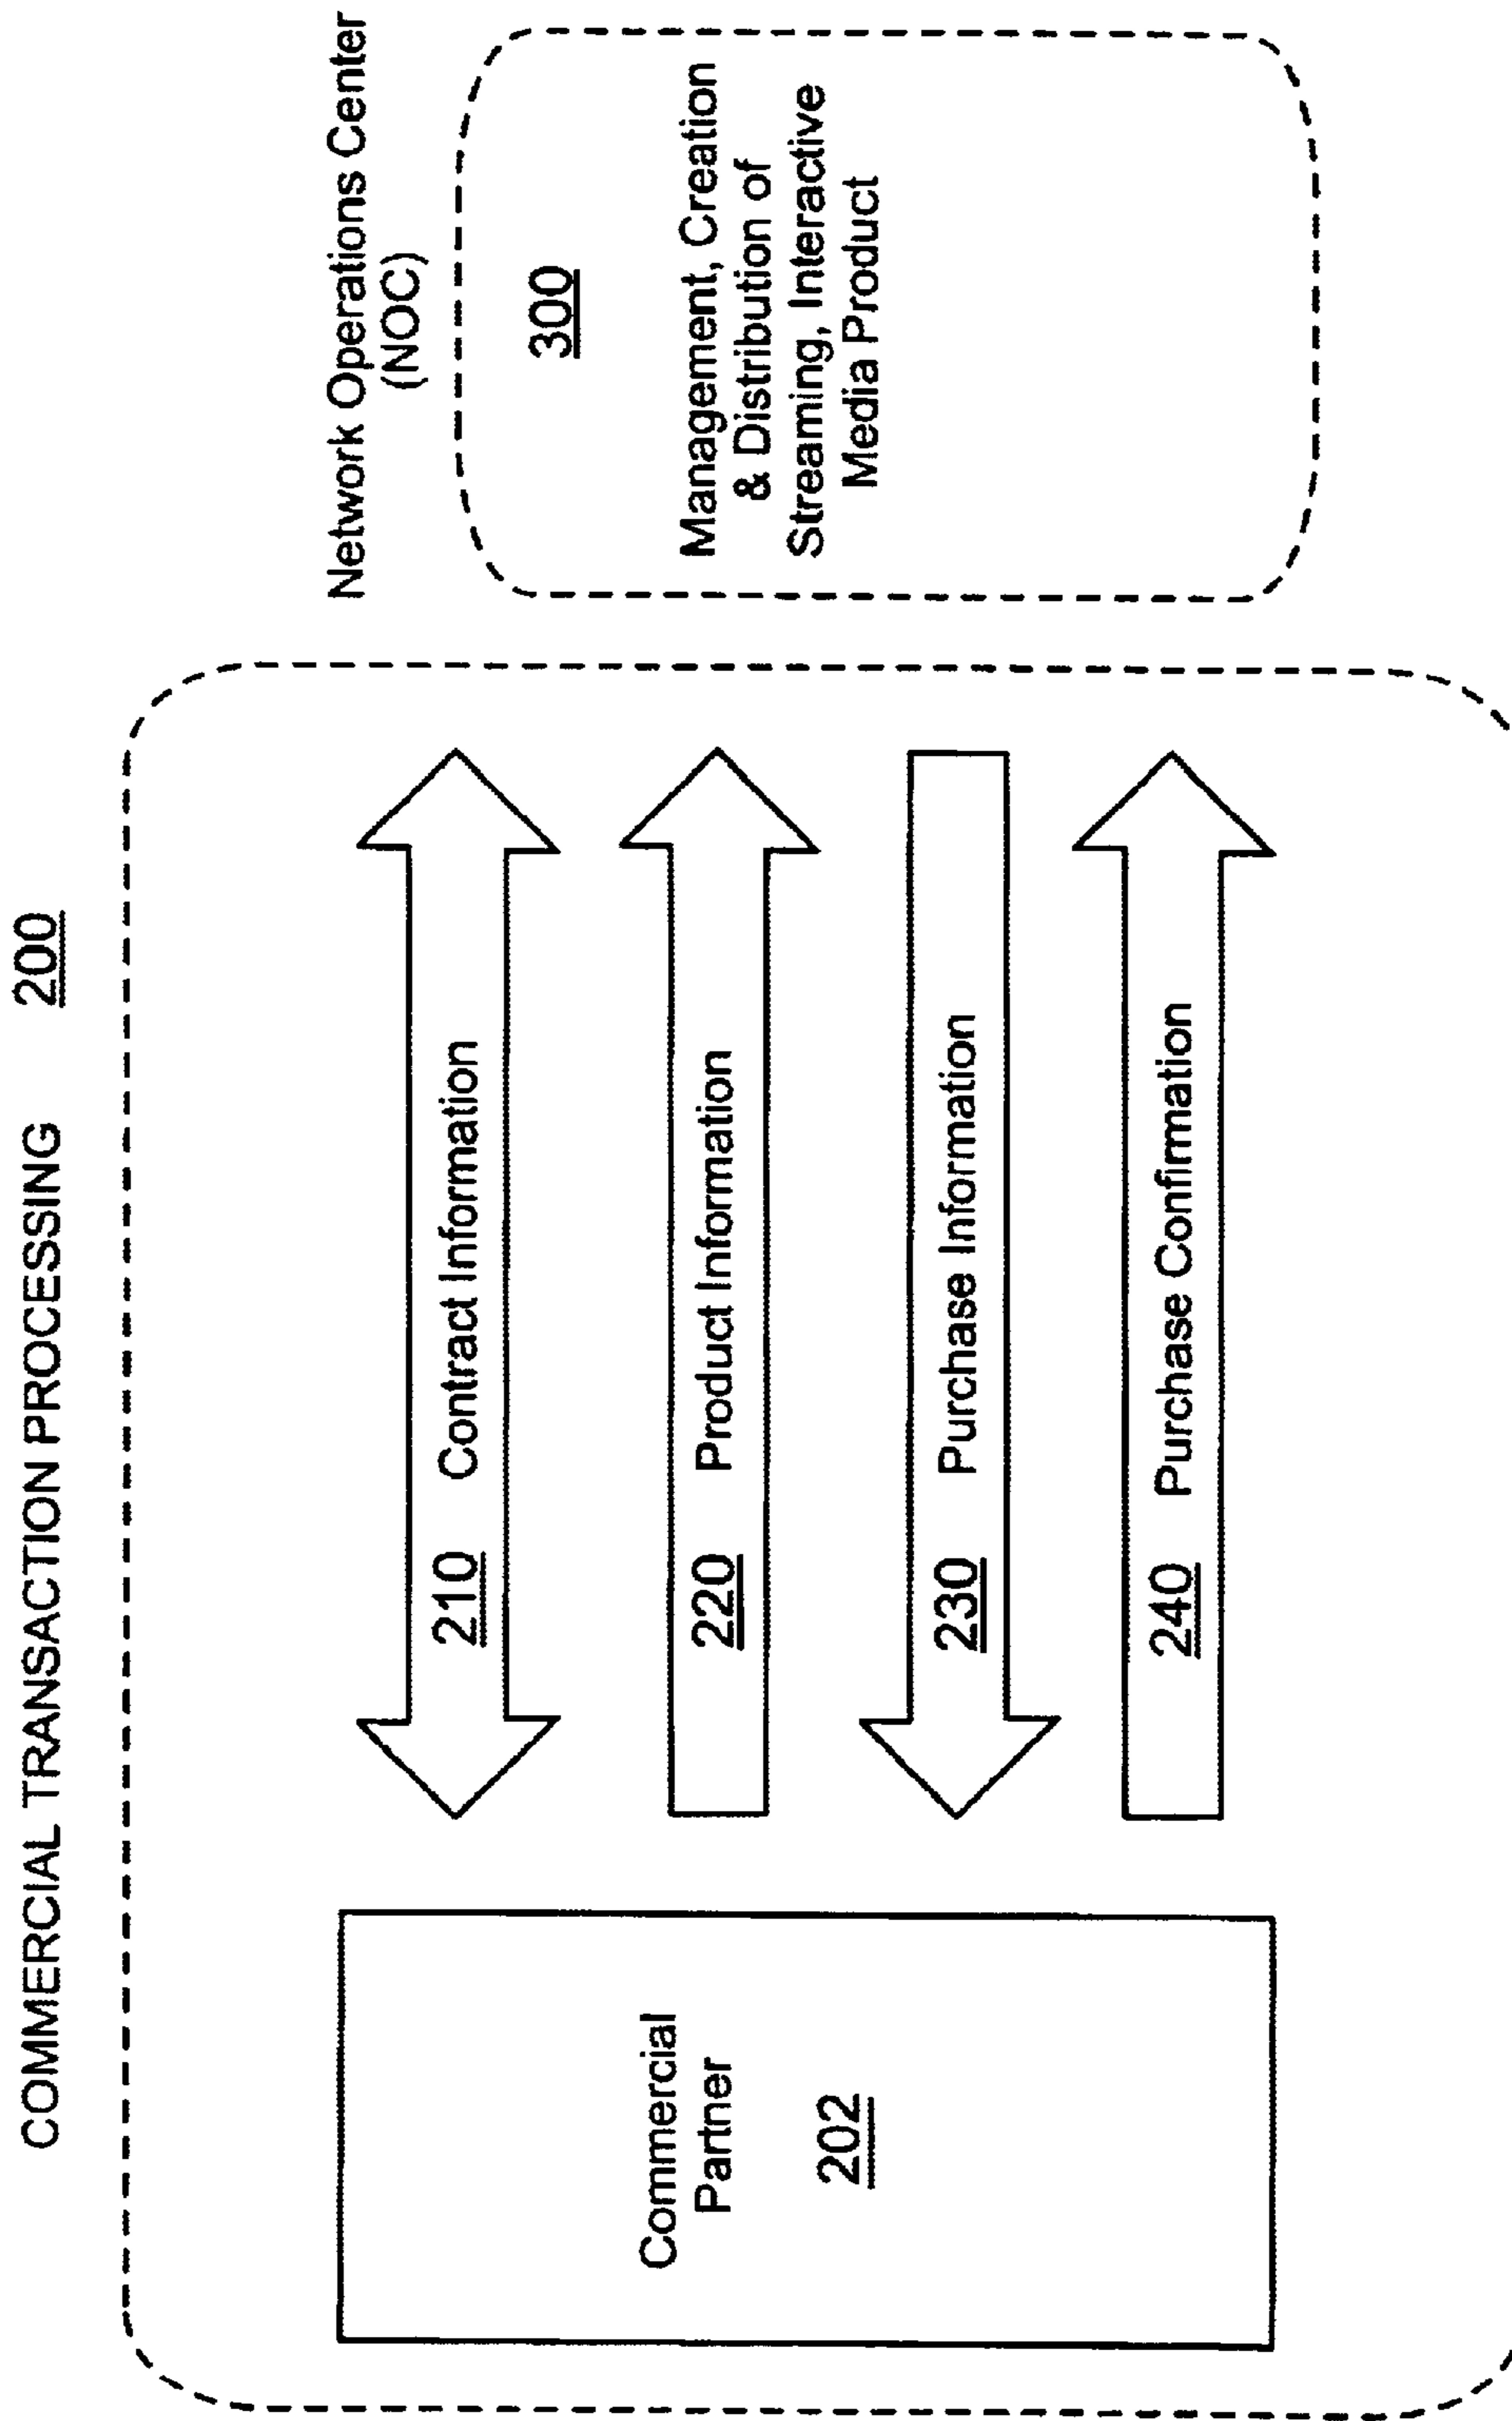 COMMERCIAL TRANSACTION PROCESSING 200
Commercial
Partner
202
210 Contract Information
220 Product Information
230 Purchase Information
240 Purchase Confirmation
Network Operations Center
(NOC)
300
Management, Creation
& Distribution of
Streaming, Interactive
Media Product